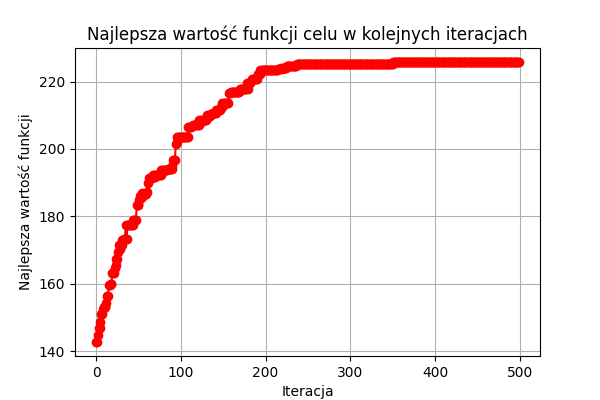 Najlepsza wartość funkcji celu w kolejnych iteracjach
Najlepsza wartość funkcji
220
200
180
160
140
0 100 200 300 400 500
Iteracja